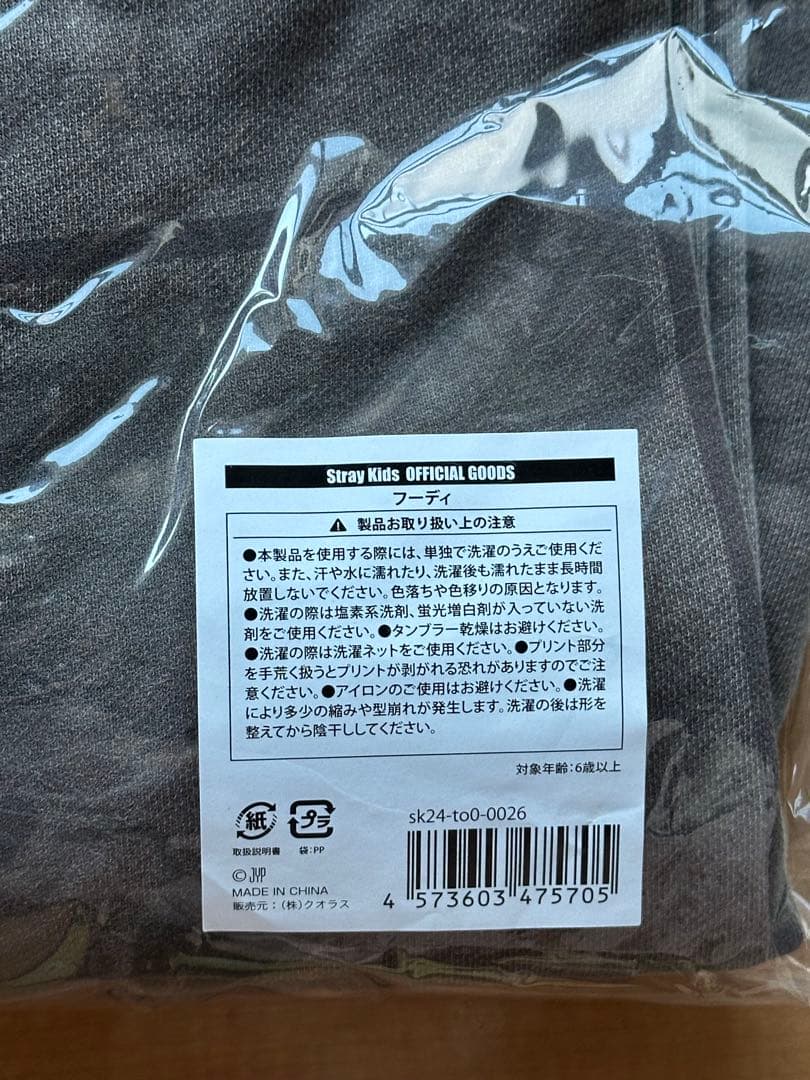 Stray Kids OFFICIAL GOODS
フーディ
製品お取り扱い上の注意
●本製品を使用する際には、単独で洗濯のうえご使用くだ
さい。また、汗や水に濡れたり、洗濯後も濡れたまま長時間
放置しないでください。色落ちや色移りの原因となります。
●洗濯の際は塩素系洗剤、蛍光増白剤が入っていない洗
剤をご使用ください。●タンブラー乾燥はお避けください。
●洗濯の際は洗濯ネットをご使用ください。●プリント部分
を手荒く扱うとプリントが剥がれる恐れがありますのでご注
意ください。●アイロンのご使用はお避けください。●洗濯
により多少の縮みや型崩れが発生します。洗濯の後は形を
整えてから陰干ししてください。
対象年齢:6歳以上
紙 プラ
取扱説明書 袋:PP
sk24-to0-0026
©JYP
MADE IN CHINA
販売元:(株)クオラス
4 573603 475705